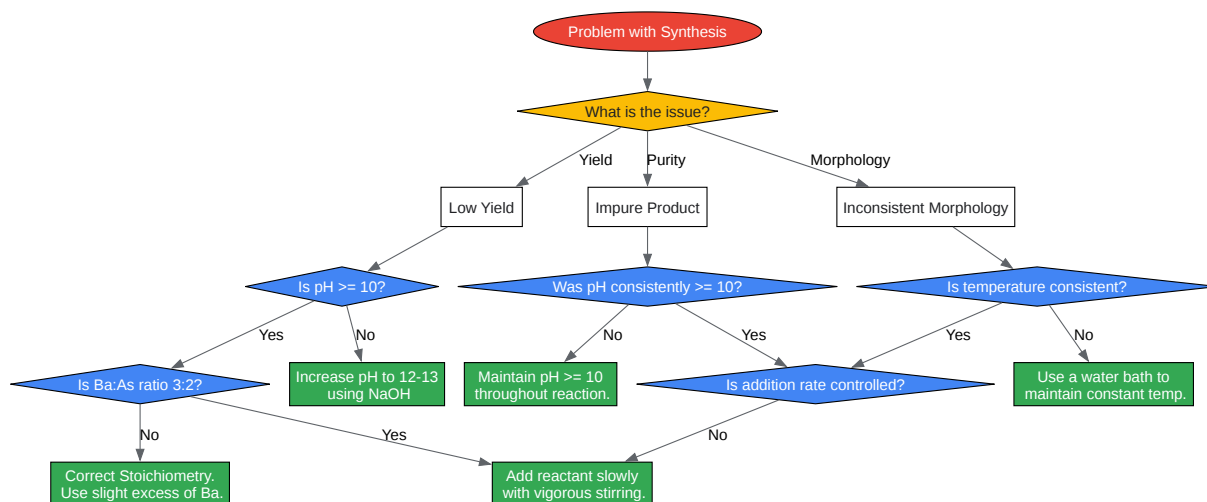 Problem with Synthesis
What is the issue?
Yield
Purity
Morphology
Low Yield
Impure Product
Inconsistent Morphology
Is pH >= 10?
Was pH consistently >= 10?
Is temperature consistent?
Yes
No
No
Yes
Yes
No
Is Ba:As ratio 3:2?
Increase pH to 12-13
using NaOH
Maintain pH >= 10
throughout reaction.
Is addition rate controlled?
Use a water bath to
maintain constant temp.
No
Yes
No
Correct Stoichiometry.
Use slight excess of Ba.
Add reactant slowly
with vigorous stirring.